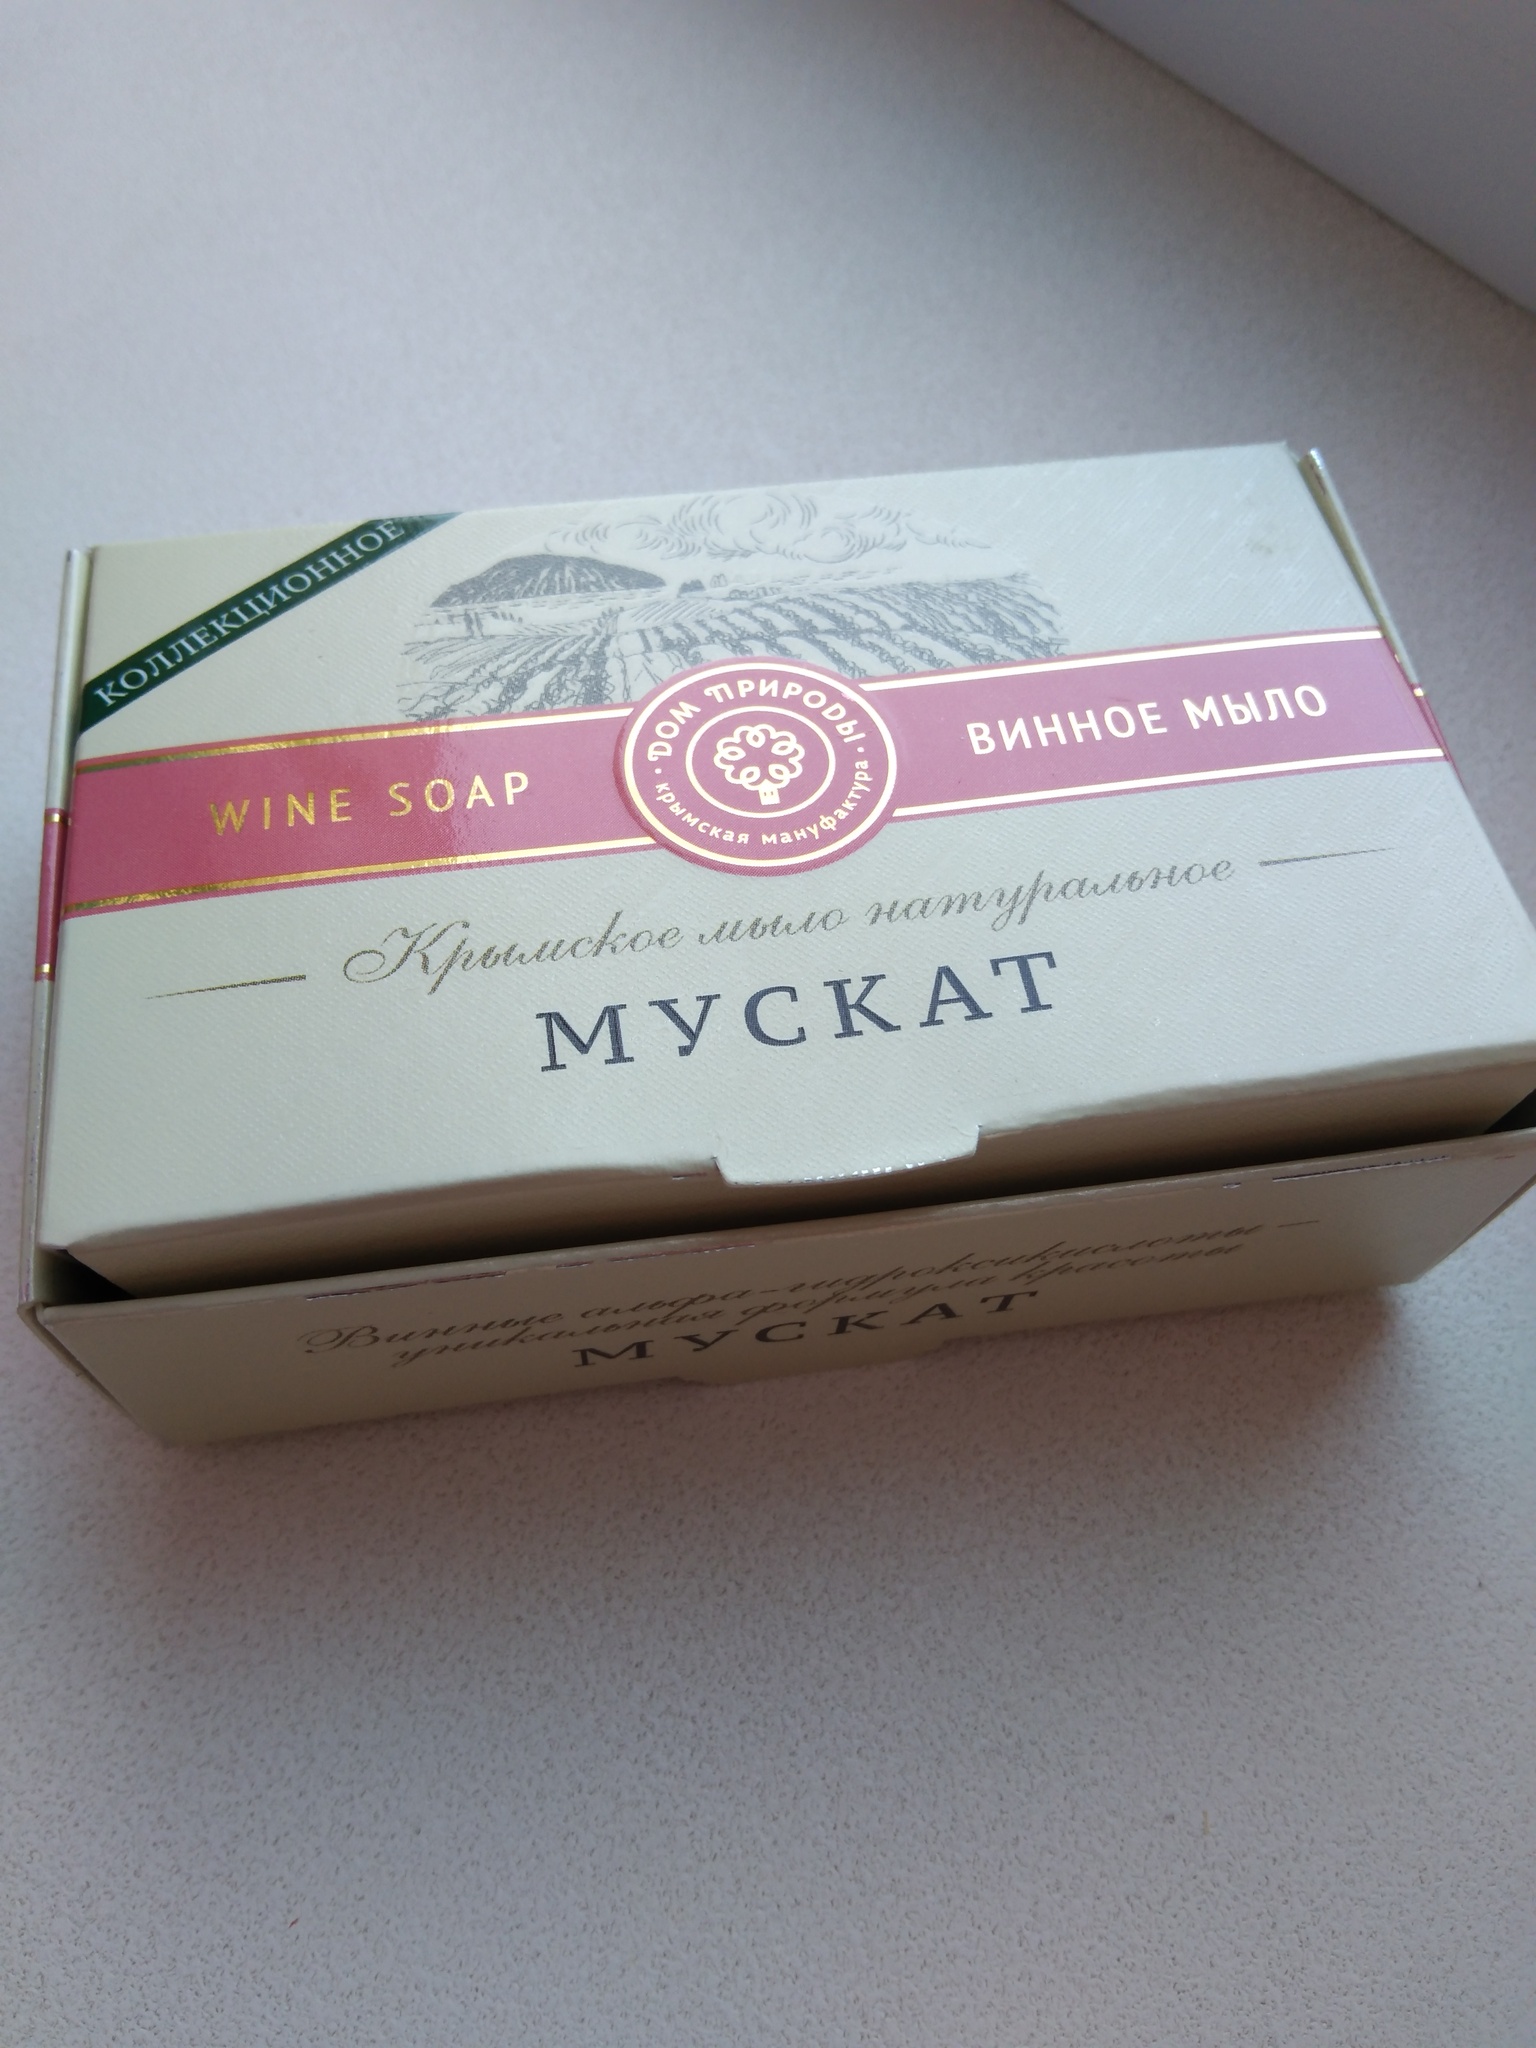 КОЛЛЕКЦИОННОЕ
WINE SOAP
ДОМ ПРИРОДЫ
· крымская мануфактура ·
ВИННОЕ МЫЛО
Крымское мыло натуральное
МУСКАТ
Винные альфа-гидроксикислоты —
уникальная формула красоты
МУСКАТ